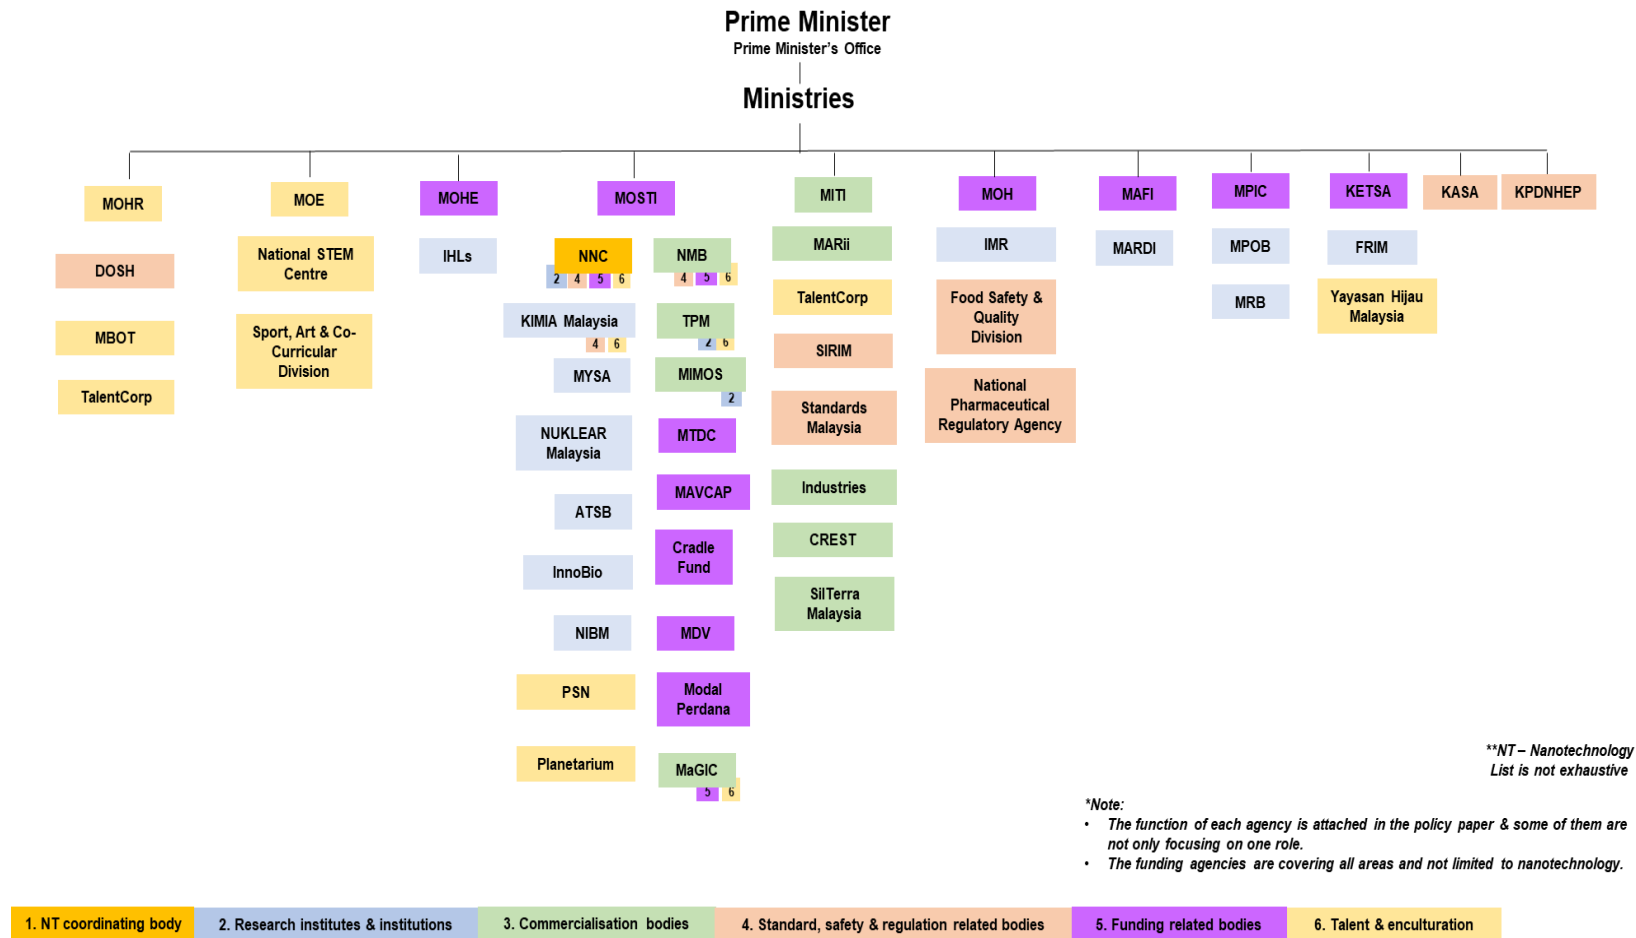 Prime Minister
Prime Minister's Office
Ministries
MOHR
DOSH
MBOT
TalentCorp
MOE
National STEM
Centre
Sport, Art & Co-
Curricular
Division
MOHE
IHLs
MOSTI
NNC
2 4 5 6
KIMIA Malaysia
4 6
MYSA
NUKLEAR
Malaysia
ATSB
InnoBio
NIBM
PSN
Planetarium
NMB
4 5 6
TPM
2 6
MIMOS
2
MTDC
MAVCAP
Cradle
Fund
MDV
Modal
Perdana
MaGIC
5 6
MITI
MARii
TalentCorp
SIRIM
Standards
Malaysia
Industries
CREST
SilTerra
Malaysia
MOH
IMR
Food Safety &
Quality
Division
National
Pharmaceutical
Regulatory Agency
MAFI
MARDI
MPIC
MPOB
MRB
KETSA
FRIM
Yayasan Hijau
Malaysia
KASA
KPDNHEP
**NT – Nanotechnology
List is not exhaustive
*Note:
• The function of each agency is attached in the policy paper & some of them are
not only focusing on one role.
• The funding agencies are covering all areas and not limited to nanotechnology.
1. NT coordinating body
2. Research institutes & institutions
3. Commercialisation bodies
4. Standard, safety & regulation related bodies
5. Funding related bodies
6. Talent & enculturation